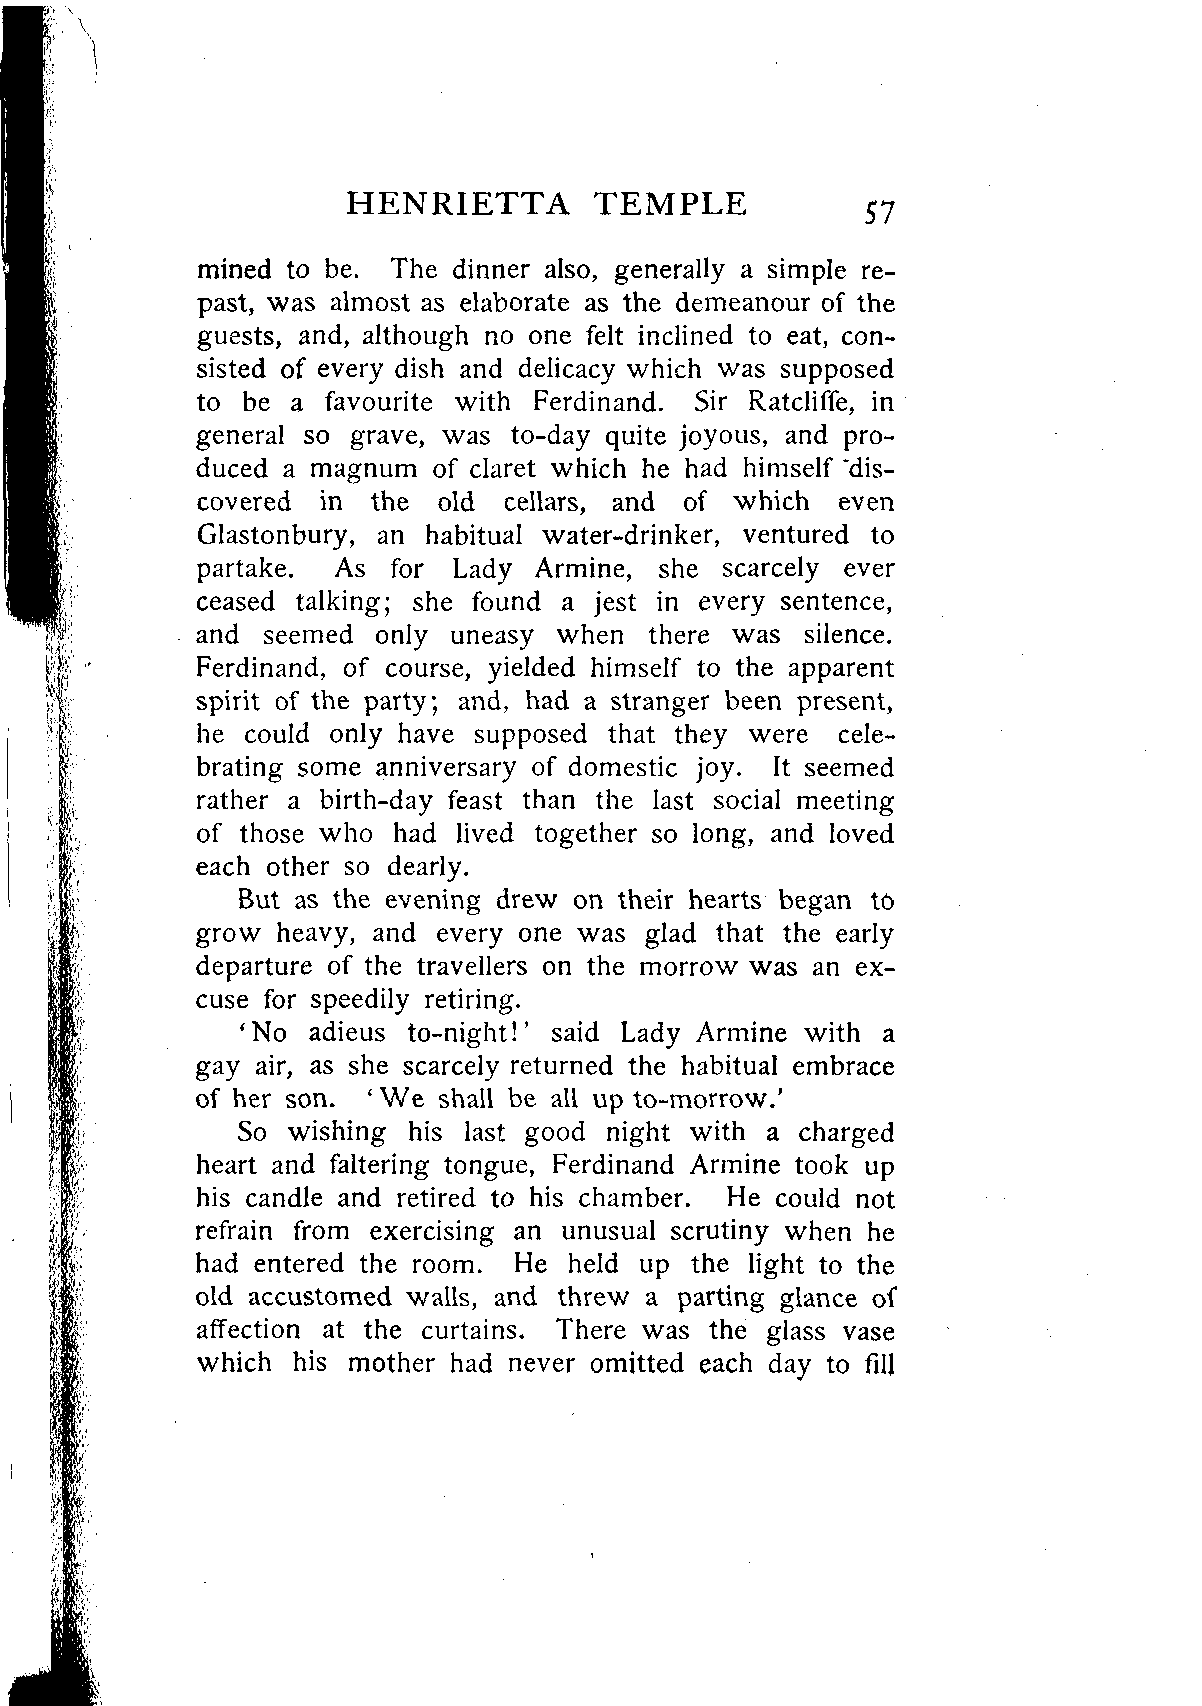 HENRIETTA TEMPLE 57
mined to be. The dinner also, generally a simple re-
past, was almost as elaborate as the demeanour of the
guests, and, although no one felt inclined to eat, con-
sisted of every dish and delicacy which was supposed
to be a favourite with Ferdinand. Sir Ratcliffe, in
general so grave, was to-day quite joyous, and pro-
duced a magnum of claret which he had himself dis-
covered in the old cellars, and of which even
Glastonbury, an habitual water-drinker, ventured to
partake. As for Lady Armine, she scarcely ever
ceased talking; she found a jest in every sentence,
and seemed only uneasy when there was silence.
Ferdinand, of course, yielded himself to the apparent
spirit of the party; and, had a stranger been present,
he could only have supposed that they were cele-
brating some anniversary of domestic joy. It seemed
rather a birth-day feast than the last social meeting
of those who had lived together so long, and loved
each other so dearly.
But as the evening drew on their hearts began to
grow heavy, and every one was glad that the early
departure of the travellers on the morrow was an ex-
cuse for speedily retiring.
‘No adieus to-night!’ said Lady Armine with a
gay air, as she scarcely returned the habitual embrace
of her son. ‘We shall be all up to-morrow.’
So wishing his last good night with a charged
heart and faltering tongue, Ferdinand Armine took up
his candle and retired to his chamber. He could not
refrain from exercising an unusual scrutiny when he
had entered the room. He held up the light to the
old accustomed walls, and threw a parting glance of
affection at the curtains. There was the glass vase
which his mother had never omitted each day to fill